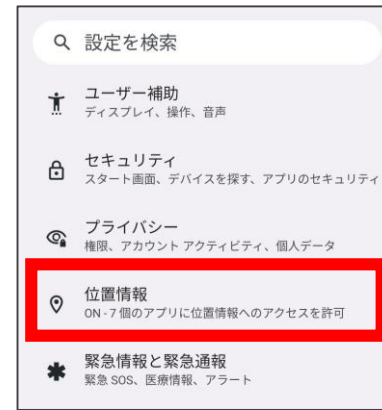 設定を検索
ユーザー補助
ディスプレイ、操作、音声
セキュリティ
スタート画面、デバイスを探す、アプリのセキュリティ
プライバシー
権限、アカウント アクティビティ、個人データ
位置情報
ON - 7 個のアプリに位置情報へのアクセスを許可
緊急情報と緊急通報
緊急 SOS、医療情報、アラート